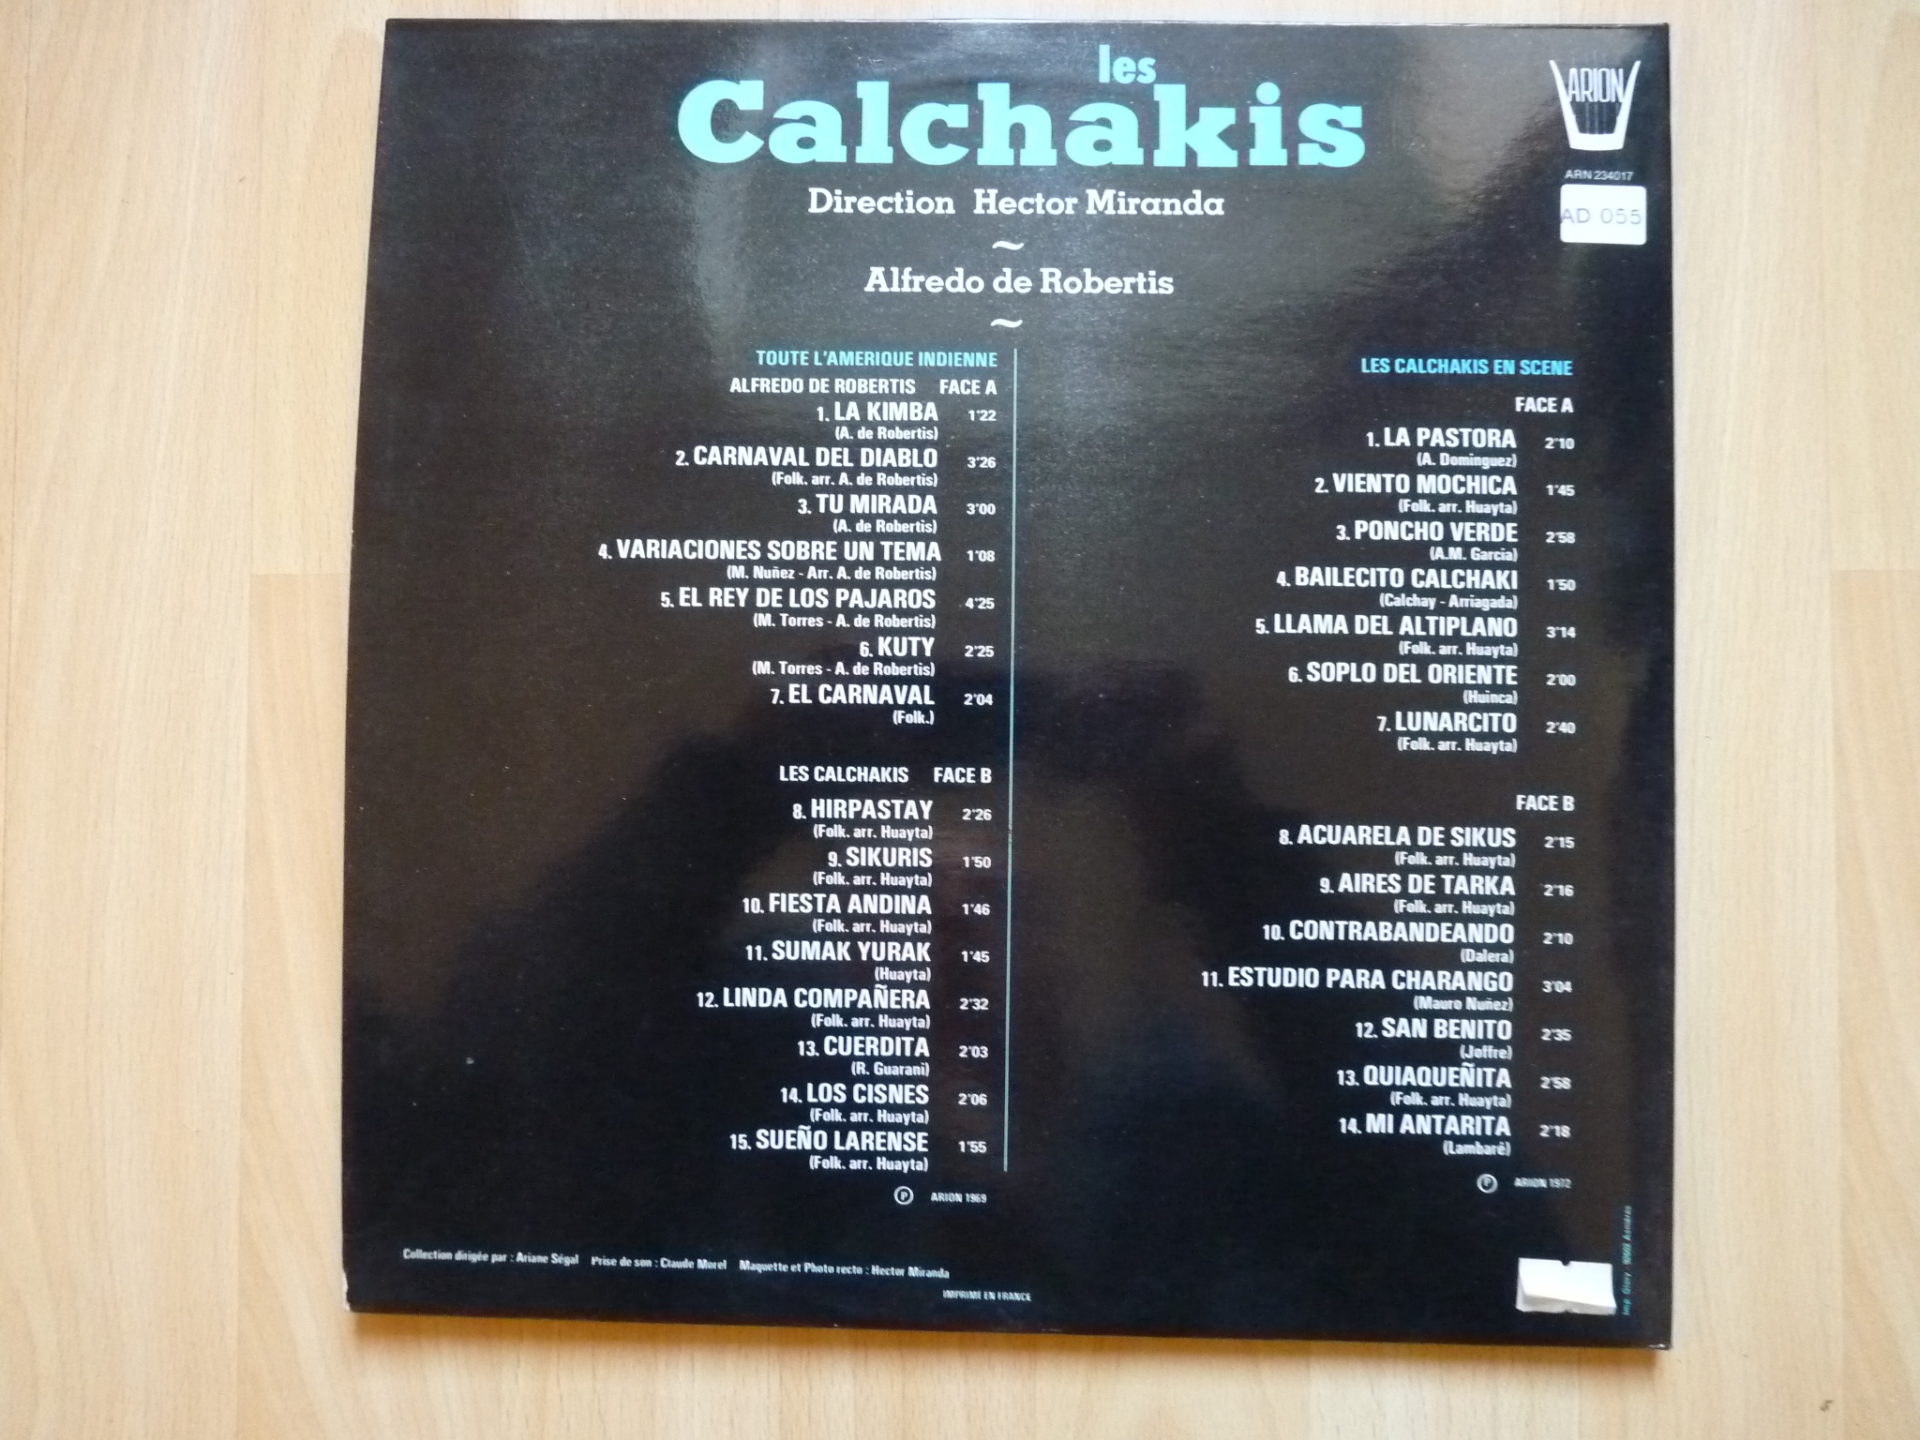 les
Calchakis
Direction Hector Miranda
~
Alfredo de Robertis
~
ARION
ARN 234017
AD 055
TOUTE L'AMERIQUE INDIENNE
ALFREDO DE ROBERTIS FACE A
1. LA KIMBA 1'22
(A. de Robertis)
2. CARNAVAL DEL DIABLO 3'26
(Folk. arr. A. de Robertis)
3. TU MIRADA 3'00
(A. de Robertis)
4. VARIACIONES SOBRE UN TEMA 1'08
(M. Nuñez - Arr. A. de Robertis)
5. EL REY DE LOS PAJAROS 4'25
(M. Torres - A. de Robertis)
6. KUTY 2'25
(M. Torres - A. de Robertis)
7. EL CARNAVAL 2'04
(Folk.)
LES CALCHAKIS FACE B
8. HIRPASTAY 2'26
(Folk. arr. Huayta)
9. SIKURIS 1'50
(Folk. arr. Huayta)
10. FIESTA ANDINA 1'46
(Folk. arr. Huayta)
11. SUMAK YURAK 1'45
(Huayta)
12. LINDA COMPAÑERA 2'32
(Folk. arr. Huayta)
13. CUERDITA 2'03
(R. Guarani)
14. LOS CISNES 2'06
(Folk. arr. Huayta)
15. SUEÑO LARENSE 1'55
(Folk. arr. Huayta)
Ⓟ ARION 1969
LES CALCHAKIS EN SCENE
FACE A
1. LA PASTORA 2'10
(A. Dominguez)
2. VIENTO MOCHICA 1'45
(Folk. arr. Huayta)
3. PONCHO VERDE 2'58
(A.M. Garcia)
4. BAILECITO CALCHAKI 1'50
(Calchay - Arriagada)
5. LLAMA DEL ALTIPLANO 3'14
(Folk. arr. Huayta)
6. SOPLO DEL ORIENTE 2'00
(Huinca)
7. LUNARCITO 2'40
(Folk. arr. Huayta)
FACE B
8. ACUARELA DE SIKUS 2'15
(Folk. arr. Huayta)
9. AIRES DE TARKA 2'16
(Folk. arr. Huayta)
10. CONTRABANDEANDO 2'10
(Dalera)
11. ESTUDIO PARA CHARANGO 3'04
(Mauro Nuñez)
12. SAN BENITO 2'35
(Joffre)
13. QUIAQUEÑITA 2'58
(Folk. arr. Huayta)
14. MI ANTARITA 2'18
(Lambaré)
Ⓟ ARION 1972
Collection dirigée par : Ariane Ségal Prise de son : Claude Morel Maquette et Photo recto : Hector Miranda
IMPRIME EN FRANCE
Imp. Glory - Asnières